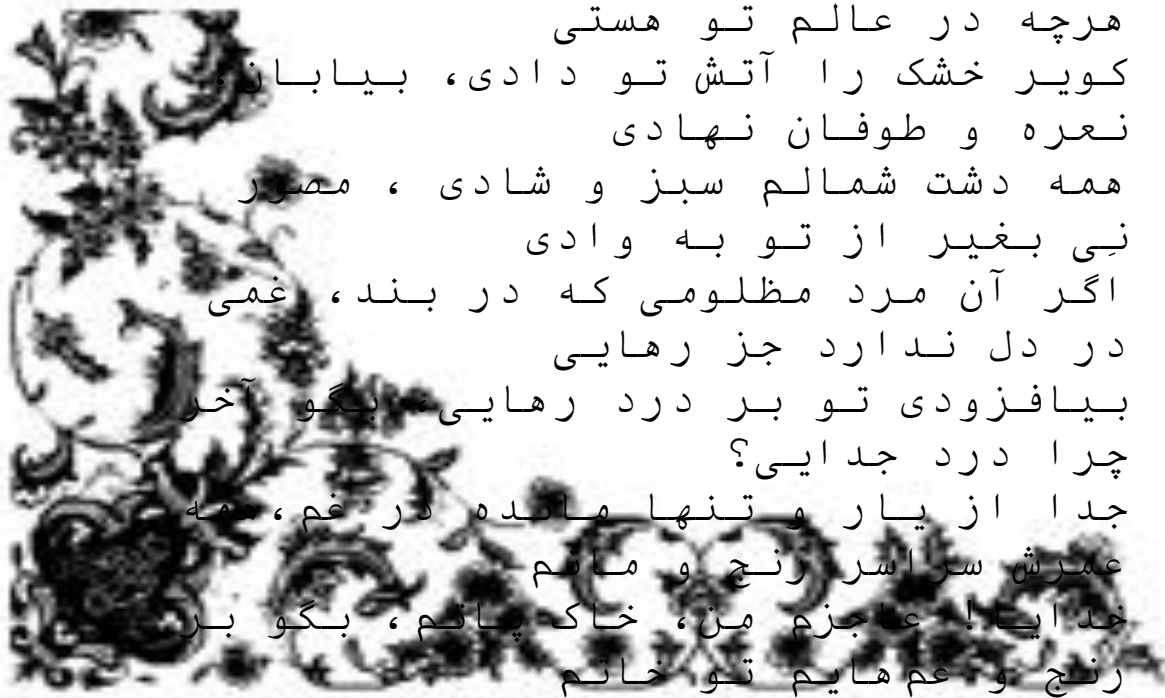 هرچه در عالم تو هستی
کویر خشک را آتش تو دادی، بیابان،
نعره و طوفان نهادی
همه دشت شمالم سبز و شادی ، مصور
نِی بغیر از تو به وادی
اگر آن مرد مظلومی که در بند، غمی
در دل ندارد جز رهایی
بیافزودی تو بر درد رهایی، بگو آخر
چرا درد جدایی؟
جدا از یار و تنها مانده در غم، همه
عمرش سراسر رنج و ماتم
خدایا! عاجزم من، خاک پاتم، بگو بر
رنج و غم‌هایم تو خاتم